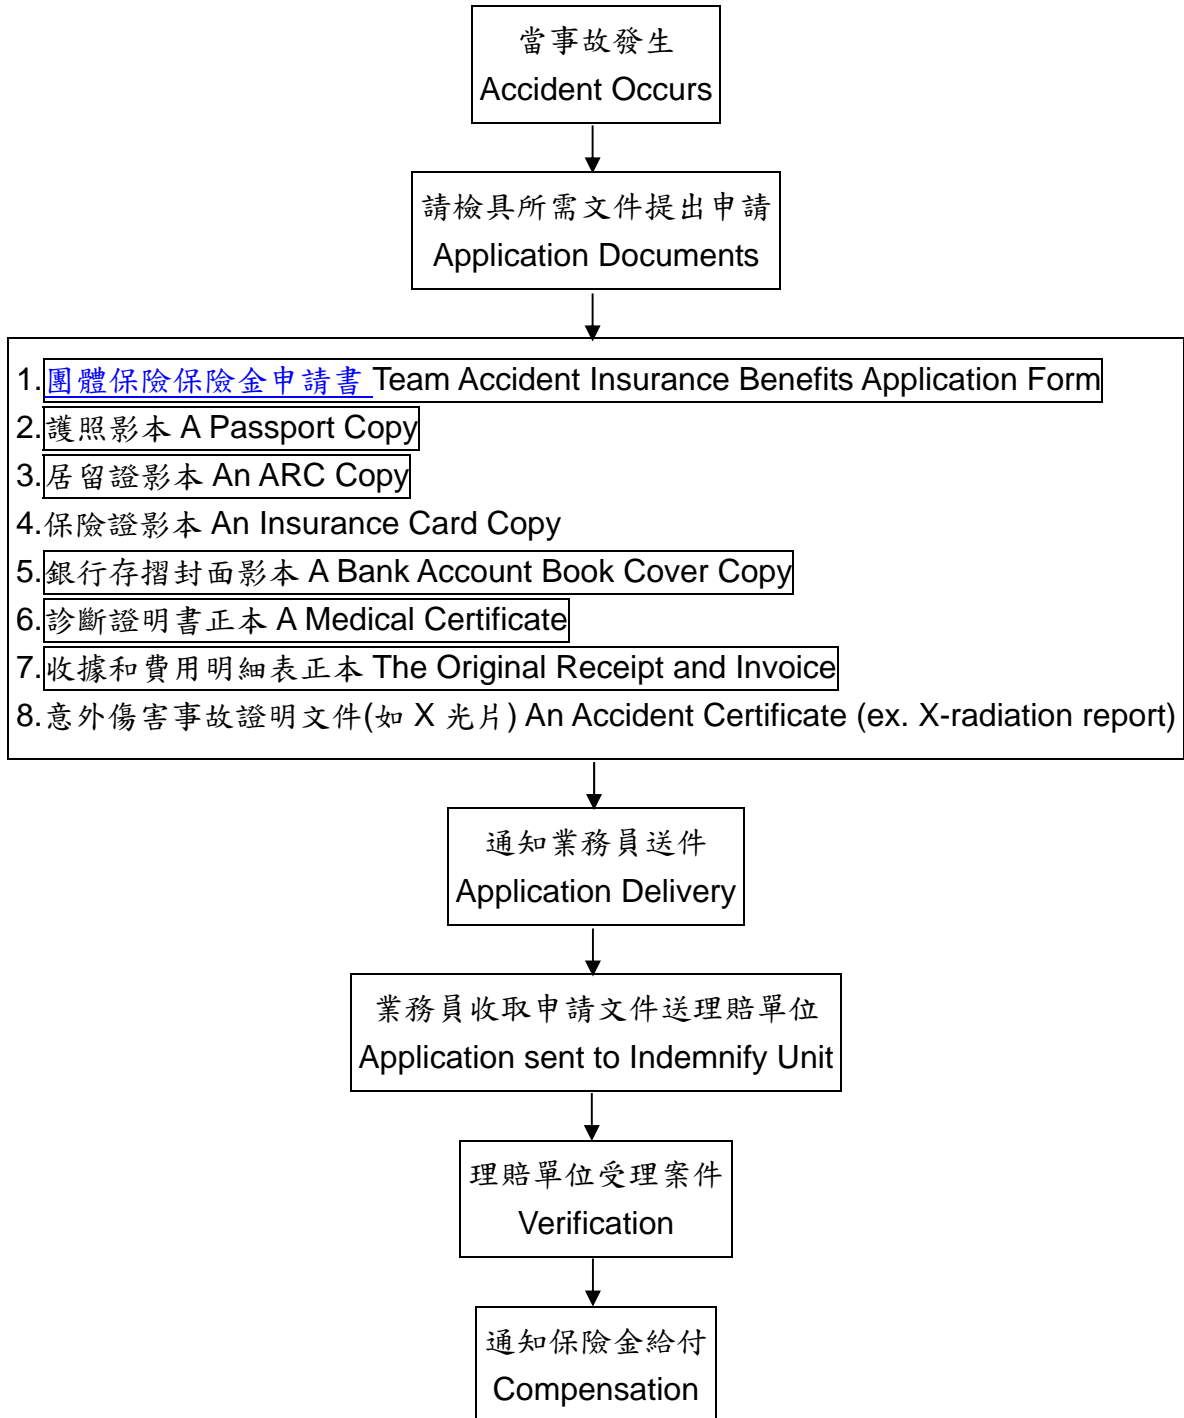 當事故發生
Accident Occurs
請檢具所需文件提出申請
Application Documents
1.團體保險保險金申請書 Team Accident Insurance Benefits Application Form
2.護照影本 A Passport Copy
3.居留證影本 An ARC Copy
4.保險證影本 An Insurance Card Copy
5.銀行存摺封面影本 A Bank Account Book Cover Copy
6.診斷證明書正本 A Medical Certificate
7.收據和費用明細表正本 The Original Receipt and Invoice
8.意外傷害事故證明文件(如 X 光片) An Accident Certificate (ex. X-radiation report)
通知業務員送件
Application Delivery
業務員收取申請文件送理賠單位
Application sent to Indemnify Unit
理賠單位受理案件
Verification
通知保險金給付
Compensation